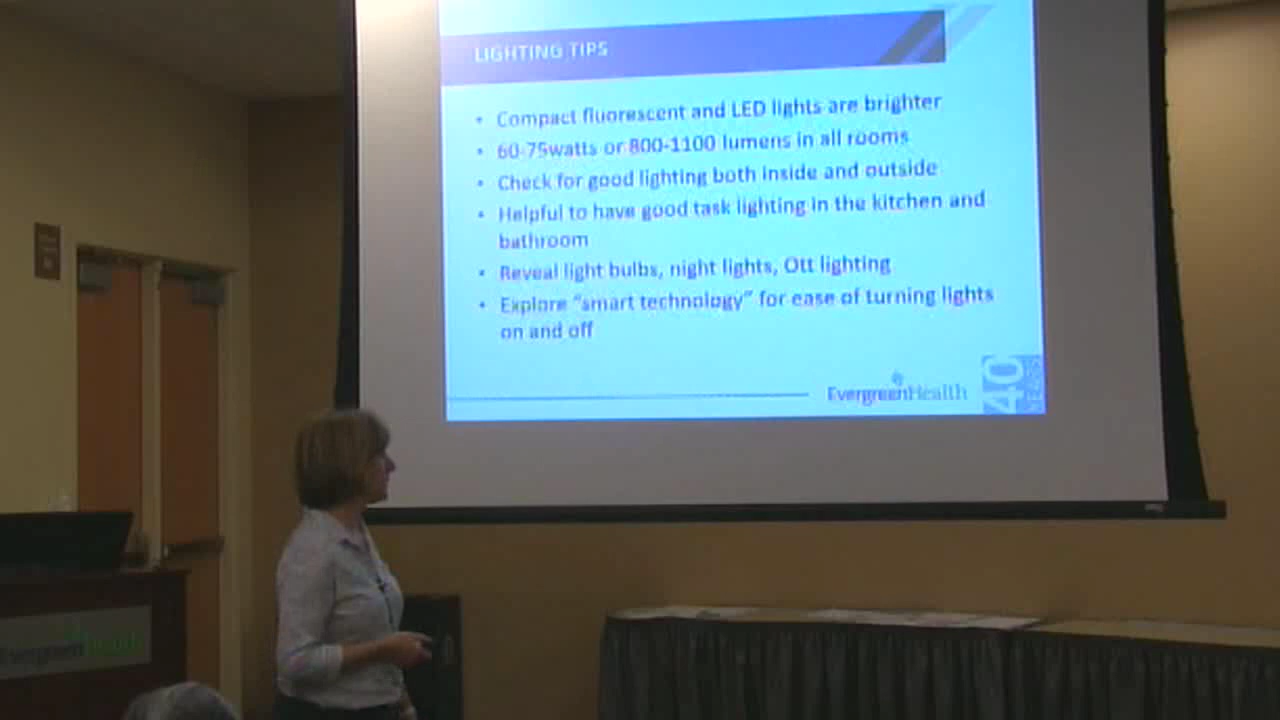 LIGHTING TIPS
• Compact fluorescent and LED lights are brighter
• 60-75watts or 800-1100 lumens in all rooms
• Check for good lighting both inside and outside
• Helpful to have good task lighting in the kitchen and
bathroom
• Reveal light bulbs, night lights, Ott lighting
• Explore “smart technology” for ease of turning lights
on and off
EvergreenHealth
40
YEARS
EvergreenHealth